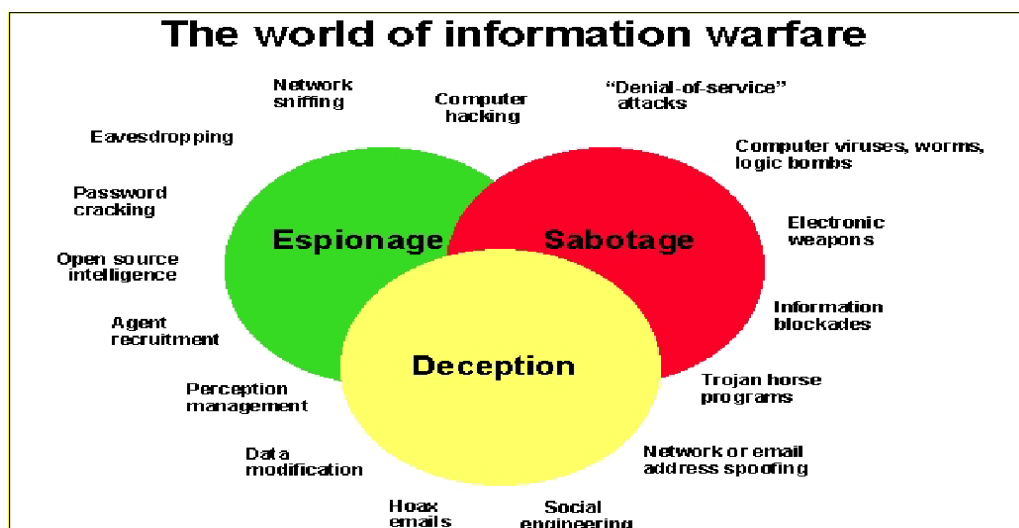 The world of information warfare
Network
sniffing
Computer
hacking
“Denial-of-service”
attacks
Eavesdropping
Computer viruses, worms,
logic bombs
Password
cracking
Espionage
Sabotage
Electronic
weapons
Open source
intelligence
Information
blockades
Agent
recruitment
Deception
Trojan horse
programs
Perception
management
Data
modification
Network or email
address spoofing
Hoax
emails
Social
engineering